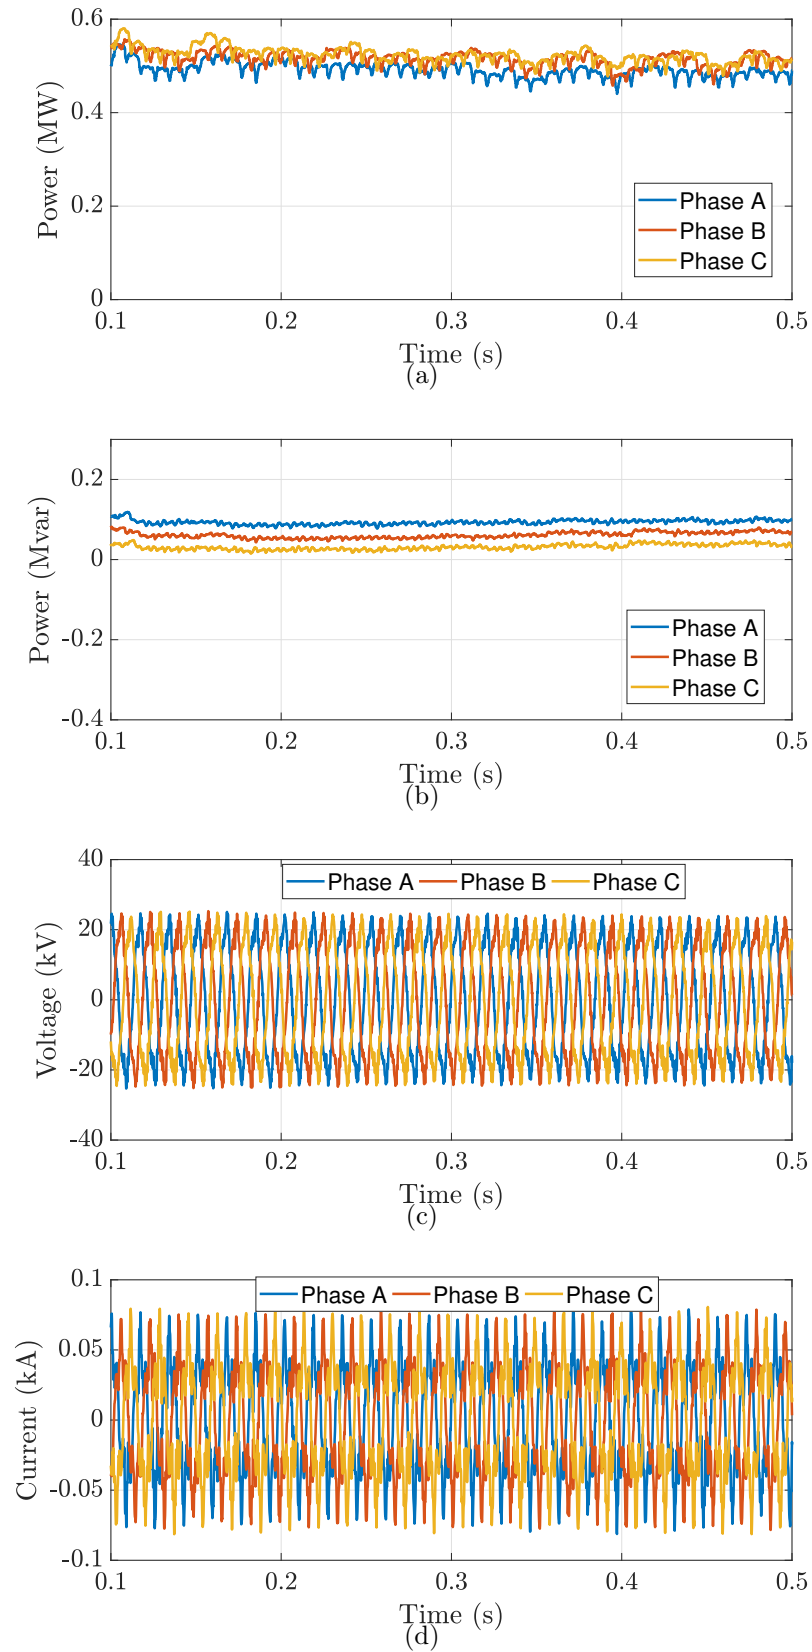 0.6
0.4
0.2
0
Power (MW)
Phase A
Phase B
Phase C
0.1 0.2 0.3 0.4 0.5
Time (s)
(a)
0.2
0
-0.2
-0.4
Power (Mvar)
Phase A
Phase B
Phase C
0.1 0.2 0.3 0.4 0.5
Time (s)
(b)
40
20
0
-20
-40
Voltage (kV)
Phase A Phase B Phase C
0.1 0.2 0.3 0.4 0.5
Time (s)
(c)
0.1
0.05
0
-0.05
-0.1
Current (kA)
Phase A Phase B Phase C
0.1 0.2 0.3 0.4 0.5
Time (s)
(d)